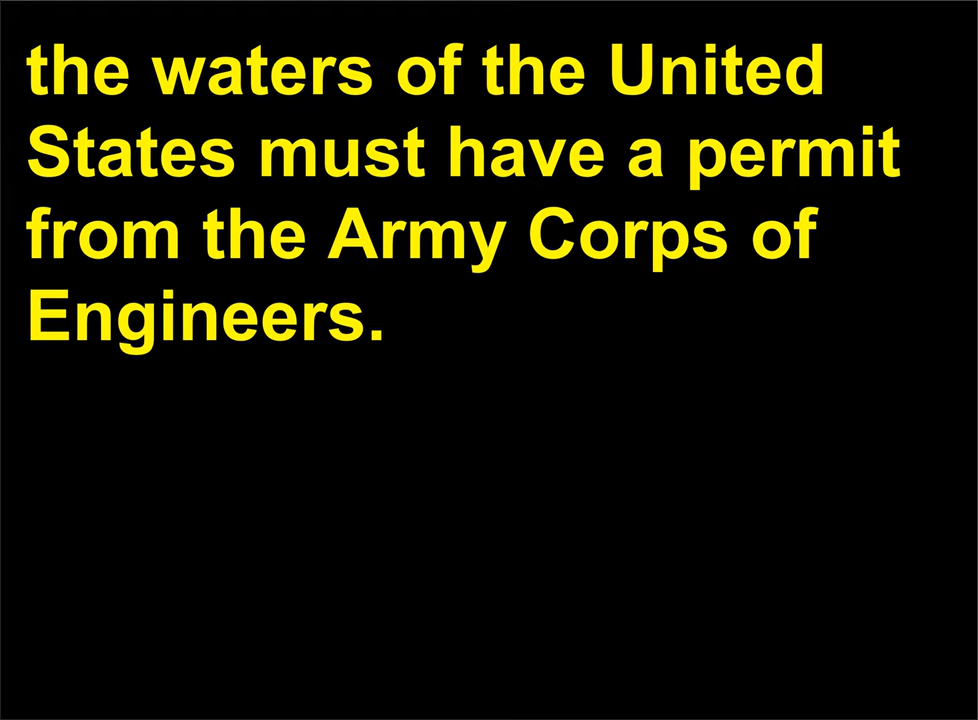 the waters of the United
States must have a permit
from the Army Corps of
Engineers.